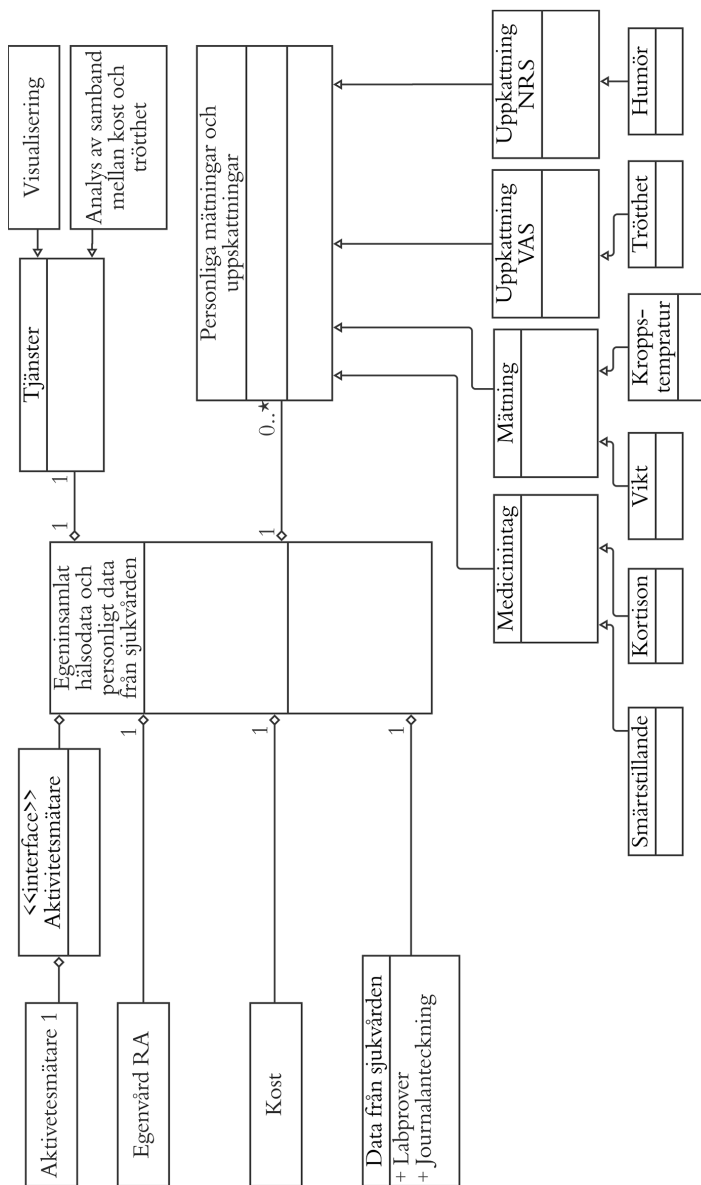 Aktivetesmätare 1
<<interface>>
Aktivitetsmätare
Egenvård RA
Kost
Data från sjukvården
+ Labprover
+ Journalanteckning
Egeninsamlat
hälsodata och
personligt data
från sjukvården
1
1
1
1
1
1
0..*
Tjänster
Visualisering
Analys av samband
mellan kost och
trötthet
Personliga mätningar och
uppskattningar
Medicinintag
Mätning
Uppkattning
VAS
Uppkattning
NRS
Smärtstillande
Kortison
Vikt
Kropps-
tempratur
Trötthet
Humör